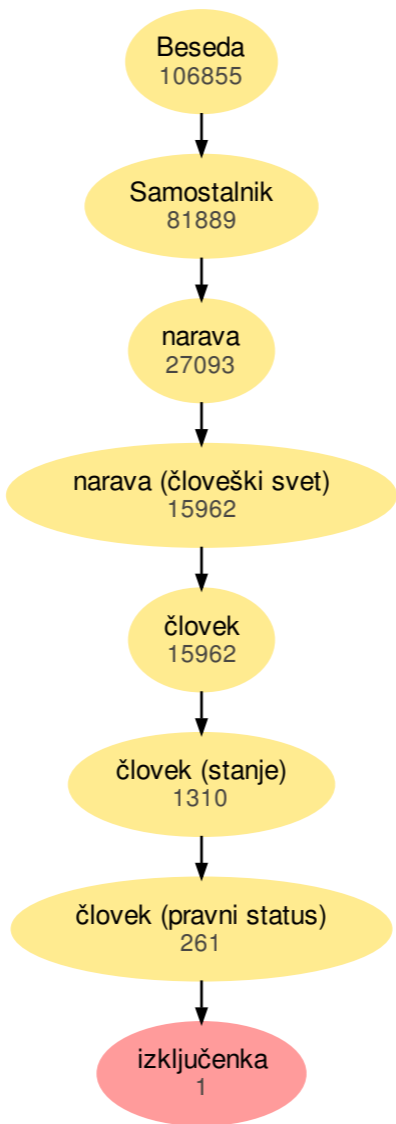 Beseda
106855
Samostalnik
81889
narava
27093
narava (človeški svet)
15962
človek
15962
človek (stanje)
1310
človek (pravni status)
261
izključenka
1